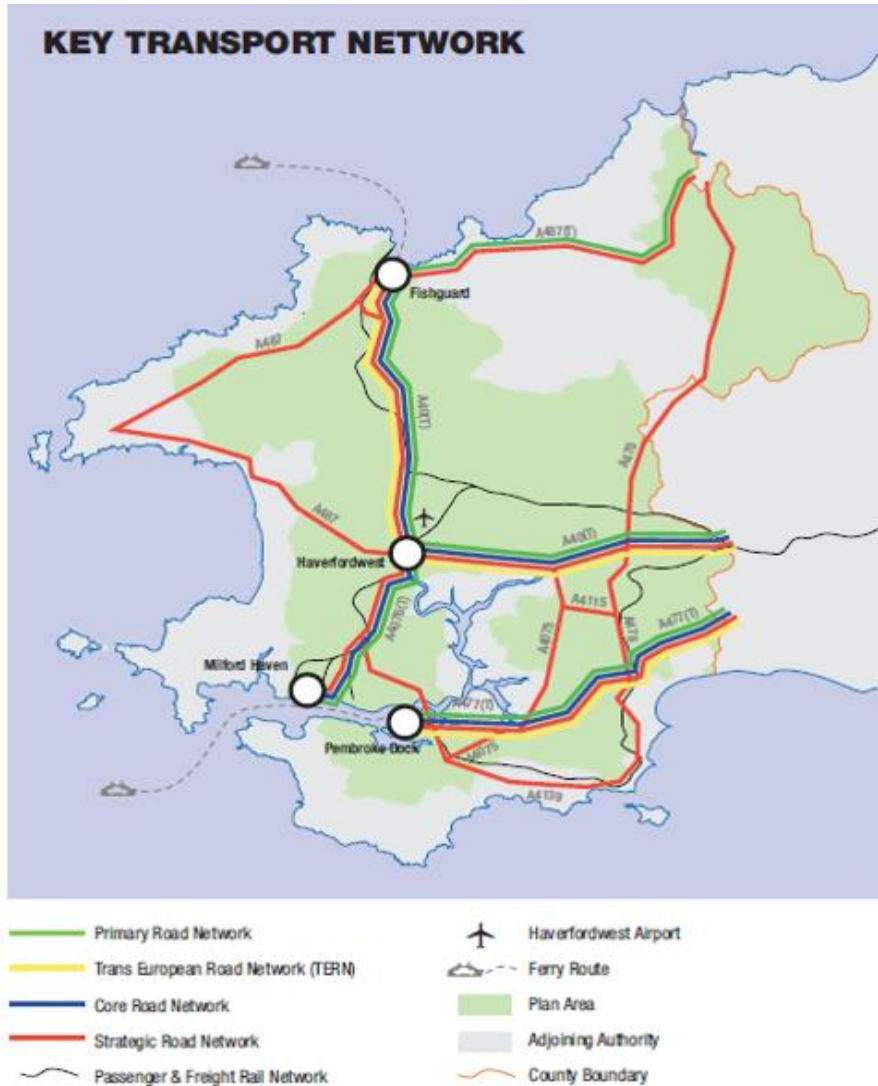 KEY TRANSPORT NETWORK
A487(T)
Fishguard
A487
A40(T)
A478
A487
Haverfordwest
A40(T)
A4076(T)
A4115
A4075
A478
A477(T)
Milford Haven
A477(T)
Pembroke Dock
A4075
A4139
Primary Road Network
Haverfordwest Airport
Trans European Road Network (TERN)
Ferry Route
Core Road Network
Plan Area
Strategic Road Network
Adjoining Authority
Passenger & Freight Rail Network
County Boundary